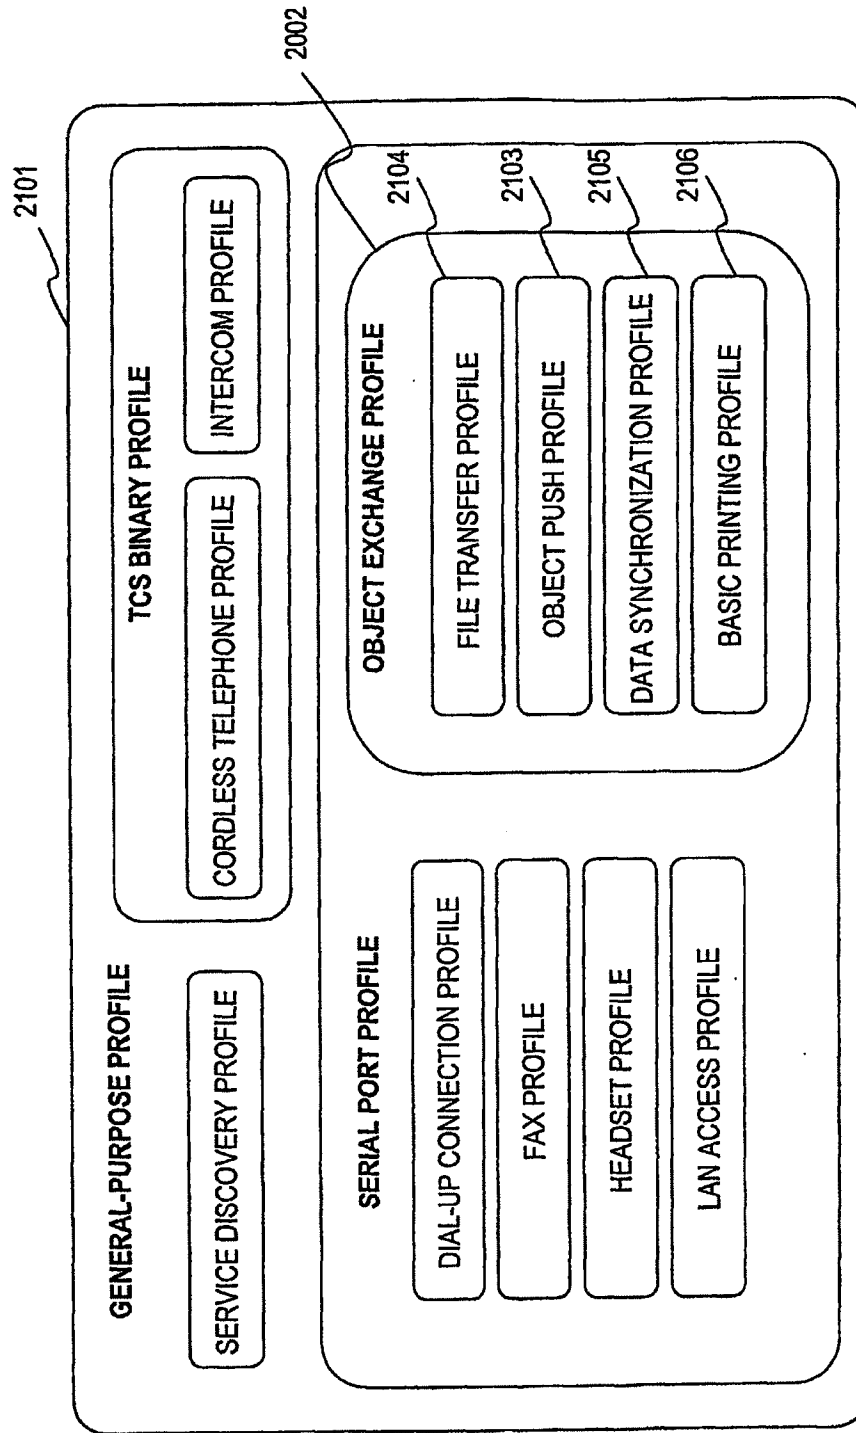 2101
GENERAL-PURPOSE PROFILE
SERVICE DISCOVERY PROFILE
TCS BINARY PROFILE
CORDLESS TELEPHONE PROFILE
INTERCOM PROFILE
2002
SERIAL PORT PROFILE
DIAL-UP CONNECTION PROFILE
FAX PROFILE
HEADSET PROFILE
LAN ACCESS PROFILE
OBJECT EXCHANGE PROFILE
FILE TRANSFER PROFILE
2104
OBJECT PUSH PROFILE
2103
DATA SYNCHRONIZATION PROFILE
2105
BASIC PRINTING PROFILE
2106